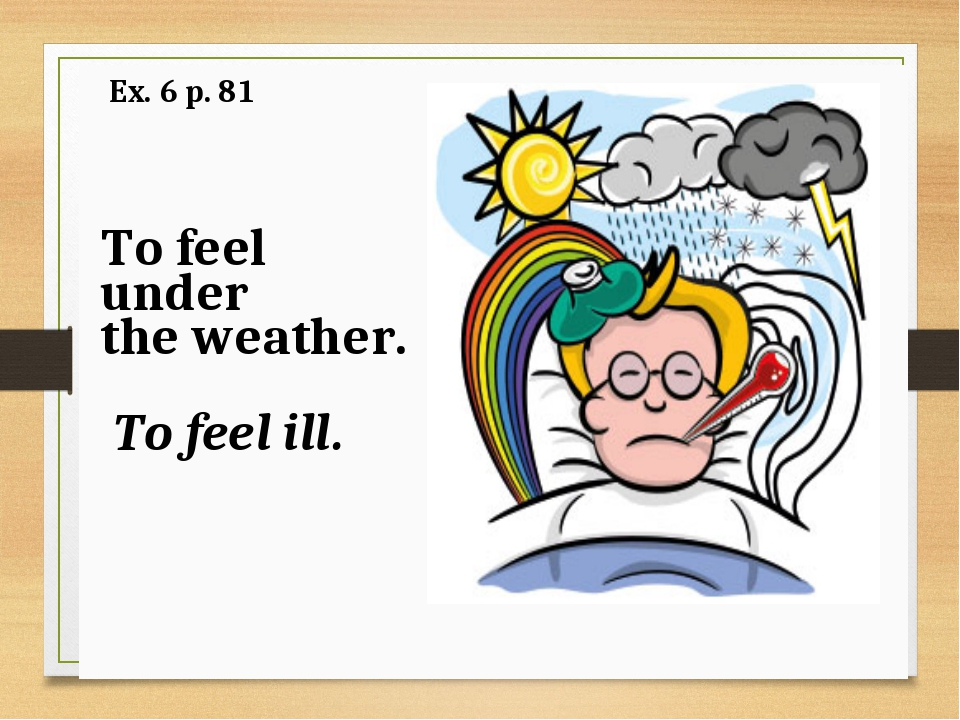 Ex. 6 p. 81
To feel
under
the weather.
To feel ill.